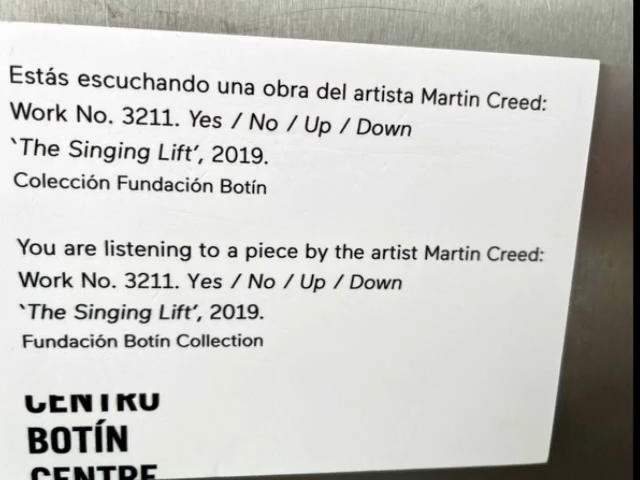 Estás escuchando una obra del artista Martin Creed:
Work No. 3211. Yes / No / Up / Down
‘The Singing Lift’, 2019.
Colección Fundación Botín
You are listening to a piece by the artist Martin Creed:
Work No. 3211. Yes / No / Up / Down
‘The Singing Lift’, 2019.
Fundación Botín Collection
CENTRO
BOTÍN
CENTRE